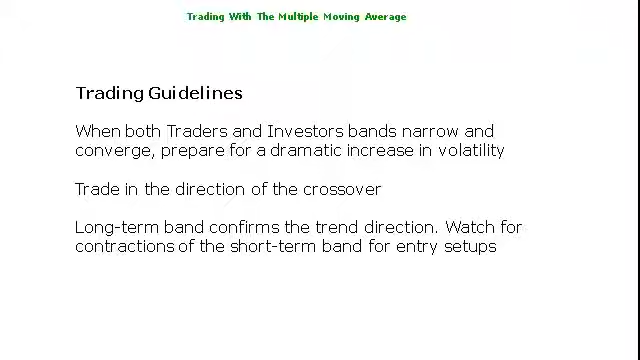 Trading With The Multiple Moving Average
Trading Guidelines
When both Traders and Investors bands narrow and
converge, prepare for a dramatic increase in volatility
Trade in the direction of the crossover
Long-term band confirms the trend direction. Watch for
contractions of the short-term band for entry setups